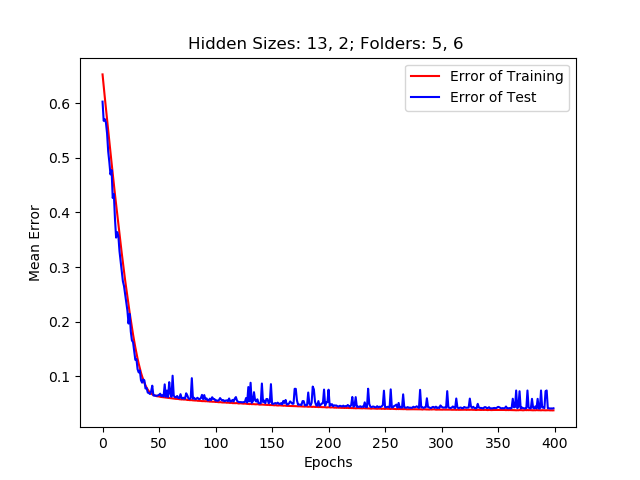 Hidden Sizes: 13, 2; Folders: 5, 6
Error of Training
Error of Test
Mean Error
0.6
0.5
0.4
0.3
0.2
0.1
0 50 100 150 200 250 300 350 400
Epochs